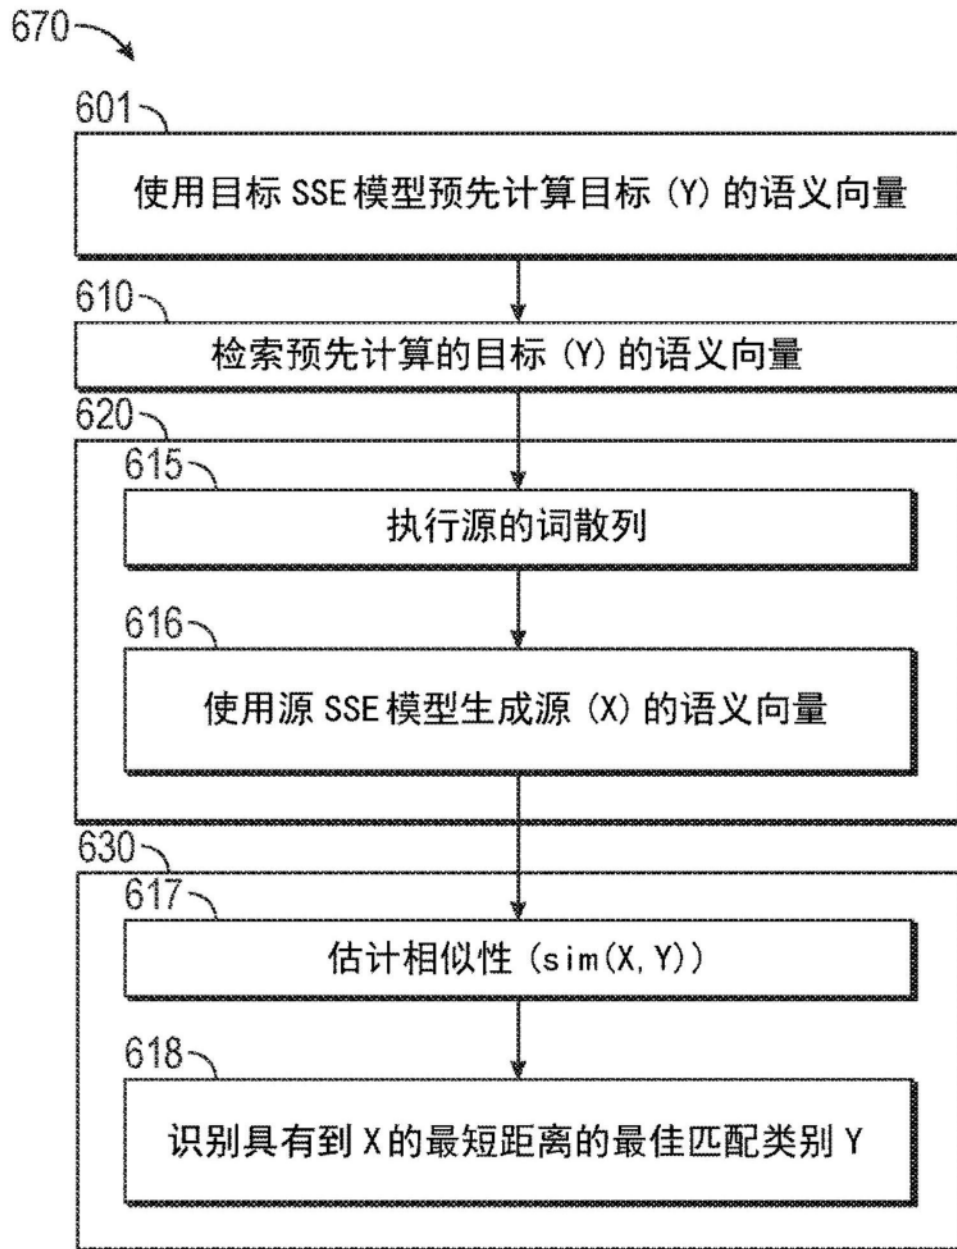 670
601
使用目标 SSE 模型预先计算目标 (Y) 的语义向量
610
检索预先计算的目标 (Y) 的语义向量
620
615
执行源的词散列
616
使用源 SSE 模型生成源 (X) 的语义向量
630
617
估计相似性 (sim(X, Y))
618
识别具有到 X 的最短距离的最佳匹配类别 Y